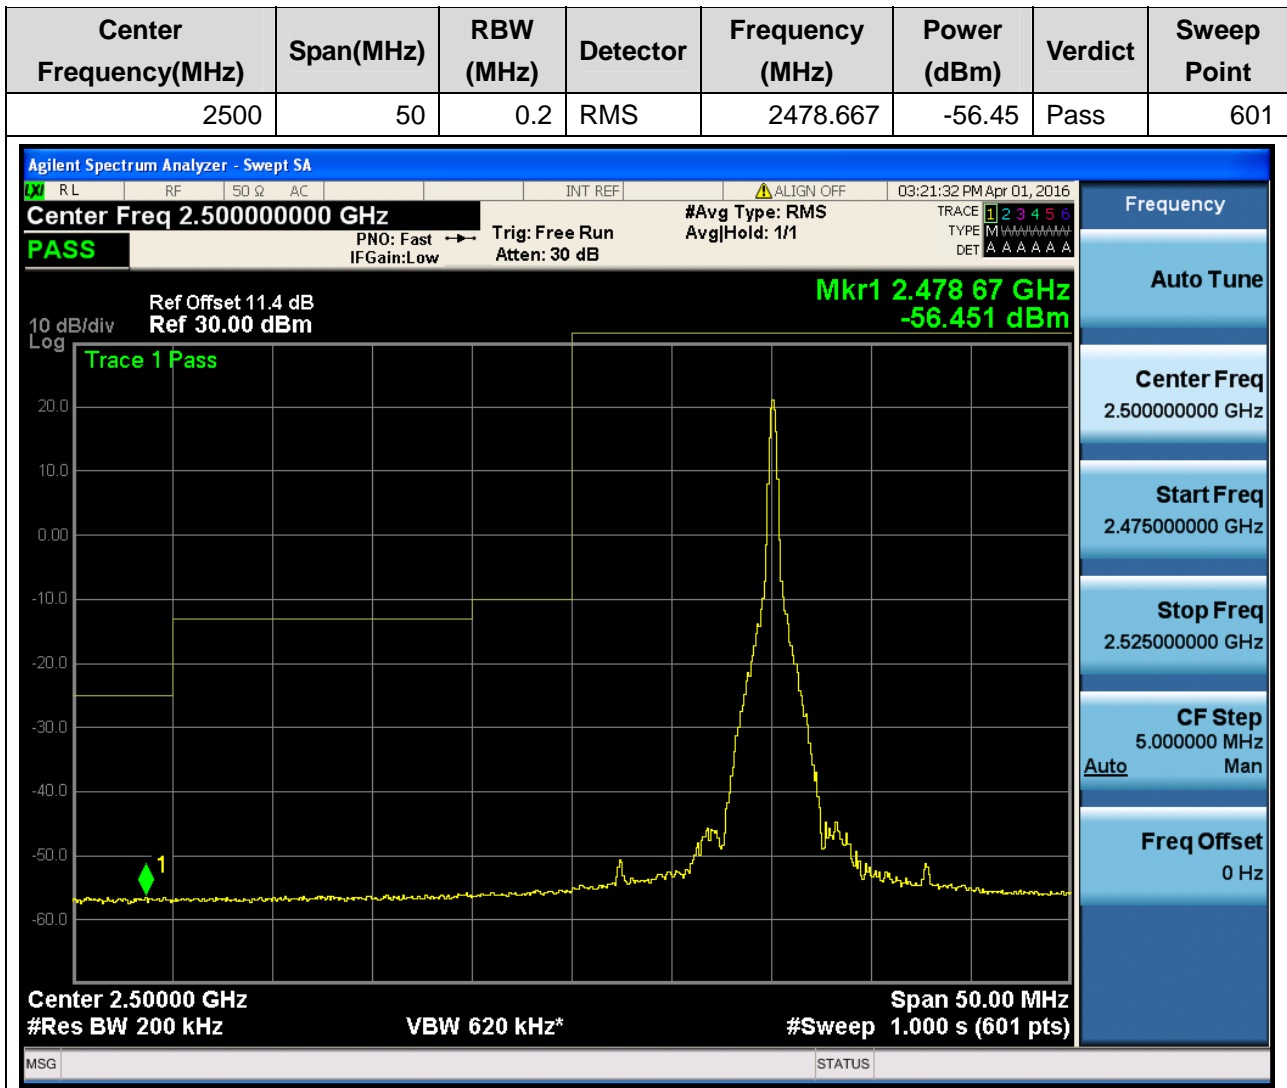 Center Frequency(MHz) Span(MHz) RBW (MHz) Detector Frequency (MHz) Power (dBm) Verdict Sweep Point
2500 50 0.2 RMS 2478.667 -56.45 Pass 601
Agilent Spectrum Analyzer - Swept SA
LXI RL RF 50 Ω AC INT REF ALIGN OFF 03:21:32 PM Apr 01, 2016
Center Freq 2.500000000 GHz
PASS
PNO: Fast
IFGain:Low
Trig: Free Run
Atten: 30 dB
#Avg Type: RMS
Avg|Hold: 1/1
TRACE 1 2 3 4 5 6
TYPE M WWWWW
DET A A A A A A
Mkr1 2.478 67 GHz
-56.451 dBm
Ref Offset 11.4 dB
10 dB/div Ref 30.00 dBm
Log
Trace 1 Pass
20.0
10.0
0.00
-10.0
-20.0
-30.0
-40.0
-50.0
-60.0
1
Center 2.50000 GHz Span 50.00 MHz
#Res BW 200 kHz VBW 620 kHz* #Sweep 1.000 s (601 pts)
MSG STATUS
Frequency
Auto Tune
Center Freq
2.500000000 GHz
Start Freq
2.475000000 GHz
Stop Freq
2.525000000 GHz
CF Step
5.000000 MHz
Auto Man
Freq Offset
0 Hz